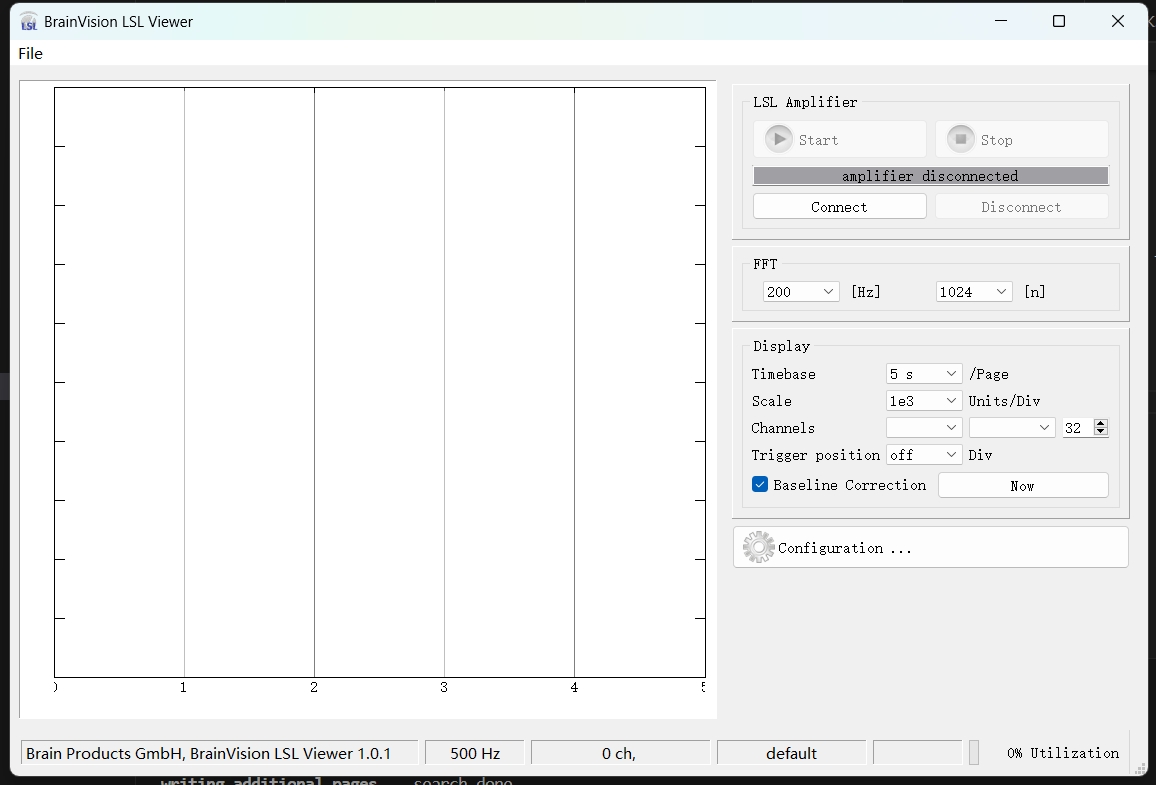 BrainVision LSL Viewer
File
LSL Amplifier
Start Stop
amplifier disconnected
Connect Disconnect
FFT
200 [Hz] 1024 [n]
Display
Timebase 5 s /Page
Scale 1e3 Units/Div
Channels 32
Trigger position off Div
Baseline Correction Now
Configuration ...
1 2 3 4
Brain Products GmbH, BrainVision LSL Viewer 1.0.1 500 Hz 0 ch, default 0% Utilization
writing additional pages search done